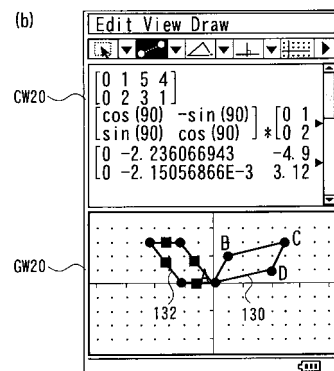 (b)
Edit View Draw
CW20
[0 1 5 4]
[0 2 3 1]
[cos (90) -sin (90)] *[0 1
[sin (90) cos (90)] [0 2
[0 -2. 236066943 -4. 9
[0 -2. 15056866E-3 3. 12
GW20
B
C
A
D
132
130